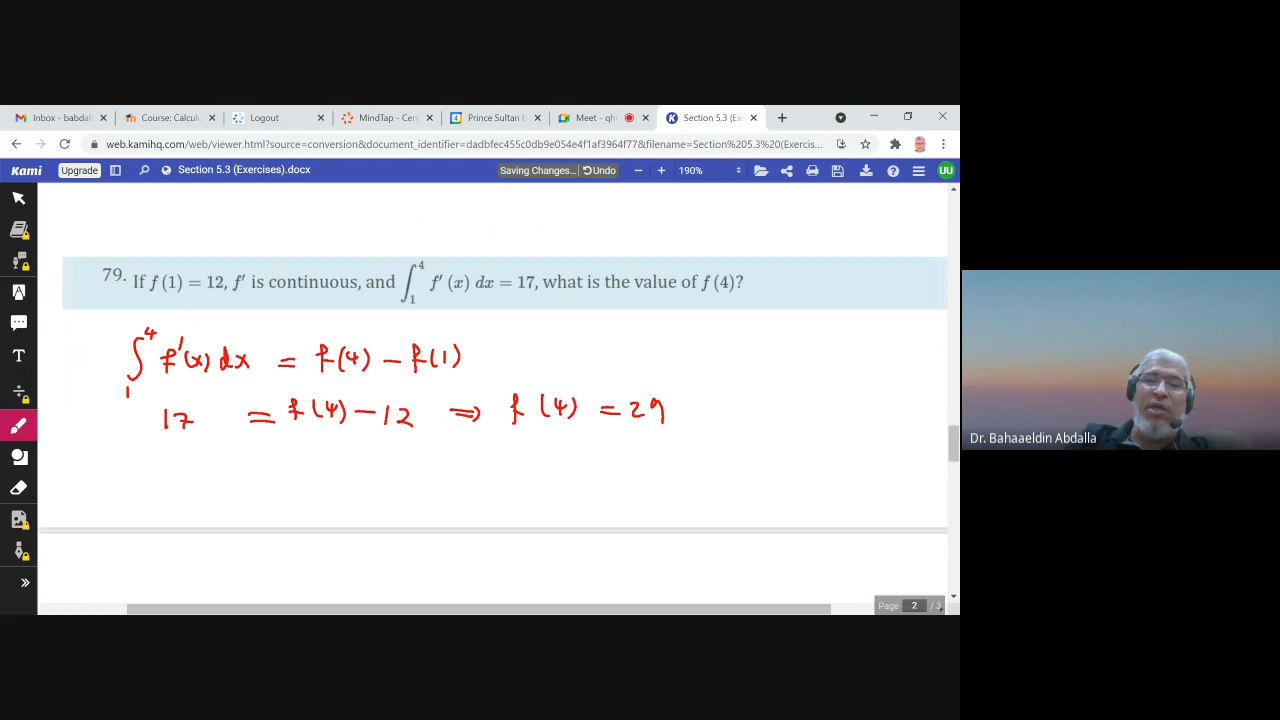 Inbox - babdal
Course: Calcul
Logout
MindTap - Cen
Prince Sultan U
Meet - qh
Section 5.3 (E
web.kamihq.com/web/viewer.html?source=conversion&document_identifier=dadbfec455c0db9e054e4f1af3964f77&filename=Section%205.3%20(Exercis...
Kami
Upgrade
Section 5.3 (Exercises).docx
Saving Changes...
Undo
190%
UU
79. If f(1) = 12, f′ is continuous, and ∫₁⁴ f′(x) dx = 17, what is the value of f(4)?
∫₁⁴ f'(x) dx = f(4) - f(1)
17 = f(4) - 12 ⇒ f(4) = 29
Dr. Bahaaeldin Abdalla
Page 2 / 3